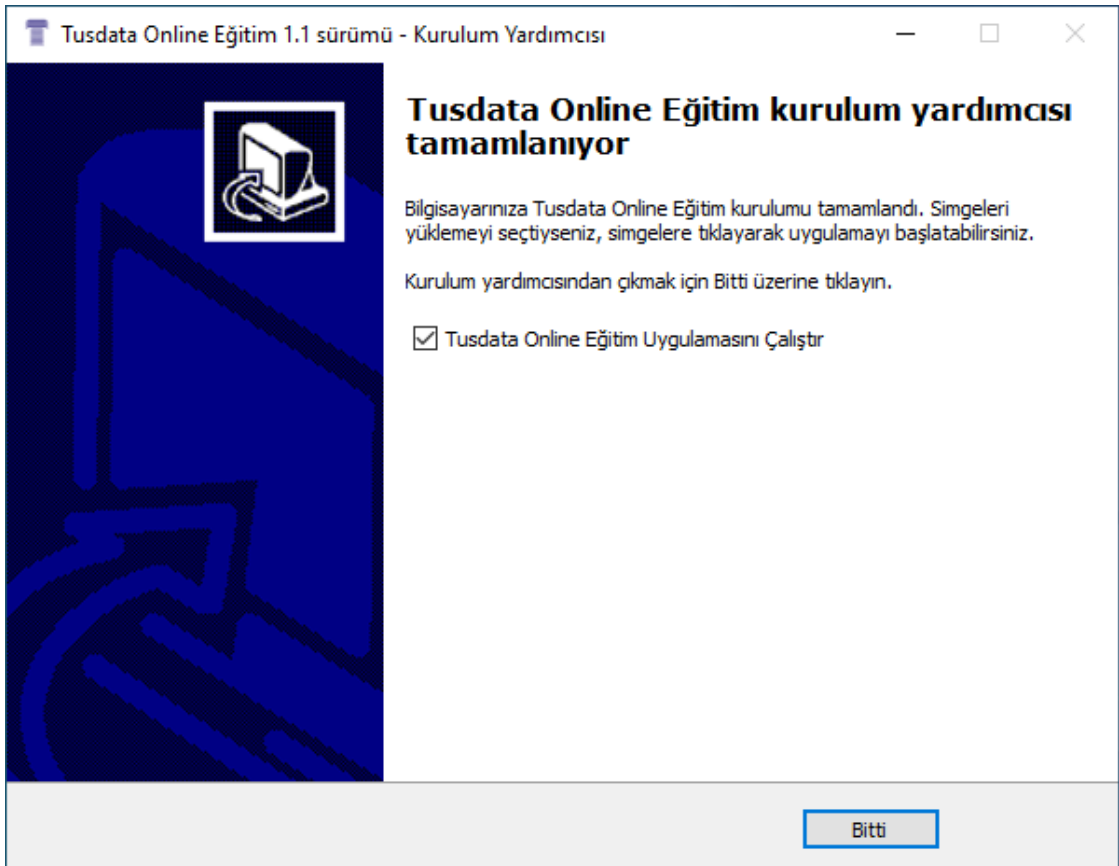 Tusdata Online Eğitim 1.1 sürümü - Kurulum Yardımcısı
Tusdata Online Eğitim kurulum yardımcısı
tamamlanıyor
Bilgisayarınıza Tusdata Online Eğitim kurulumu tamamlandı. Simgeleri
yüklemeyi seçtiyseniz, simgelere tıklayarak uygulamayı başlatabilirsiniz.
Kurulum yardımcısından çıkmak için Bitti üzerine tıklayın.
Tusdata Online Eğitim Uygulamasını Çalıştır
Bitti